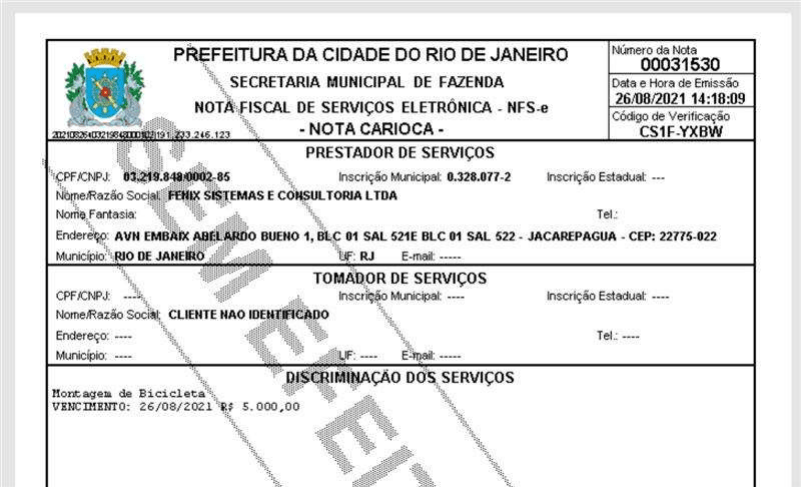 PREFEITURA DA CIDADE DO RIO DE JANEIRO
SECRETARIA MUNICIPAL DE FAZENDA
NOTA FISCAL DE SERVIÇOS ELETRÔNICA - NFS-e
- NOTA CARIOCA -
Número da Nota
00031530
Data e Hora de Emissão
26/08/2021 14:18:09
Código de Verificação
CS1F-YXBW
PRESTADOR DE SERVIÇOS
CPF/CNPJ: 03.219.848/0002-85 Inscrição Municipal: 0.328.077-2 Inscrição Estadual: ---
Nome/Razão Social: FENIX SISTEMAS E CONSULTORIA LTDA
Nome Fantasia: Tel.:
Endereço: AVN EMBAIX ABELARDO BUENO 1, BLC 01 SAL 521E BLC 01 SAL 522 - JACAREPAGUA - CEP: 22775-022
Município: RIO DE JANEIRO UF: RJ E-mail: -----
TOMADOR DE SERVIÇOS
CPF/CNPJ: ---- Inscrição Municipal: ---- Inscrição Estadual: ----
Nome/Razão Social: CLIENTE NAO IDENTIFICADO
Endereço: ---- Tel.: ----
Município: ---- UF: ---- E-mail: -----
DISCRIMINAÇÃO DOS SERVIÇOS
Montagem de Bicicleta
VENCIMENTO: 26/08/2021 R$ 5.000,00
SEM EFEIT